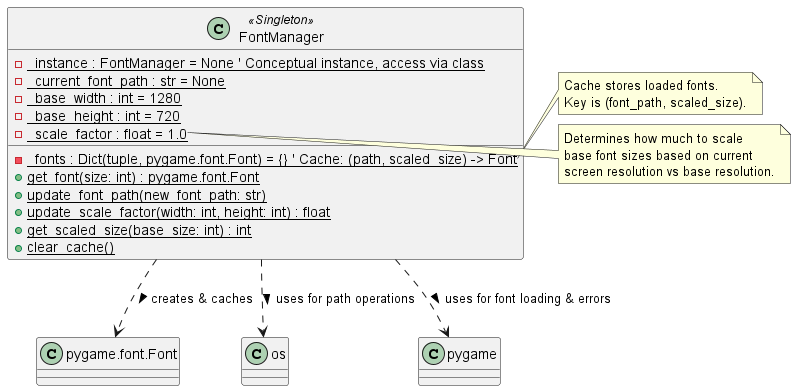 «Singleton»
C FontManager
_instance : FontManager = None ' Conceptual instance, access via class
_current_font_path : str = None
_base_width : int = 1280
_base_height : int = 720
_scale_factor : float = 1.0
_fonts : Dict(tuple, pygame.font.Font) = {} ' Cache: (path, scaled_size) -> Font
get_font(size: int) : pygame.font.Font
update_font_path(new_font_path: str)
update_scale_factor(width: int, height: int) : float
get_scaled_size(base_size: int) : int
clear_cache()
Cache stores loaded fonts.
Key is (font_path, scaled_size).
Determines how much to scale
base font sizes based on current
screen resolution vs base resolution.
creates & caches
uses for path operations
uses for font loading & errors
C pygame.font.Font
C os
C pygame